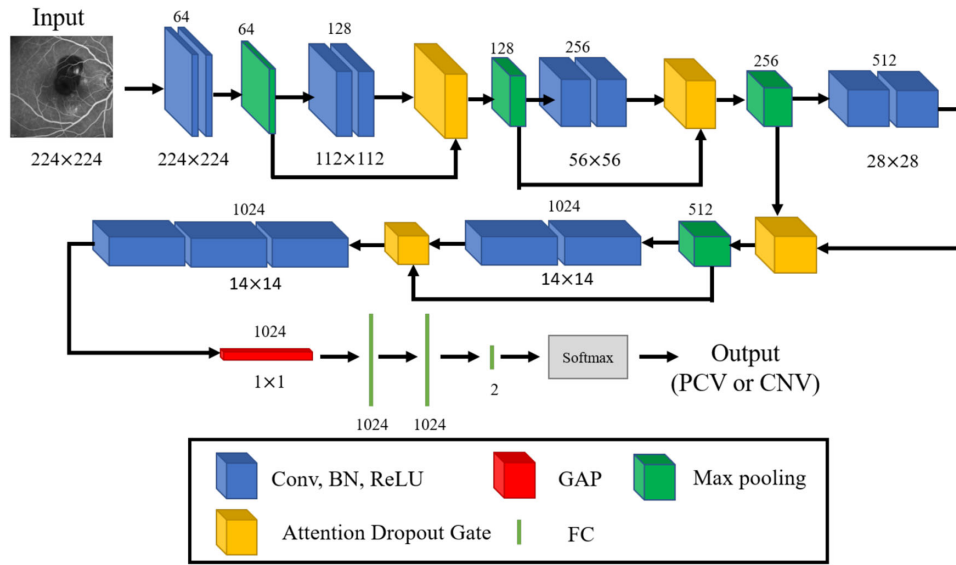 Input
64
64
128
128
256
256
512
224×224
224×224
112×112
56×56
28×28
1024
1024
512
14×14
14×14
1024
1×1
1024
1024
2
Softmax
Output
(PCV or CNV)
Conv, BN, ReLU
GAP
Max pooling
Attention Dropout Gate
FC